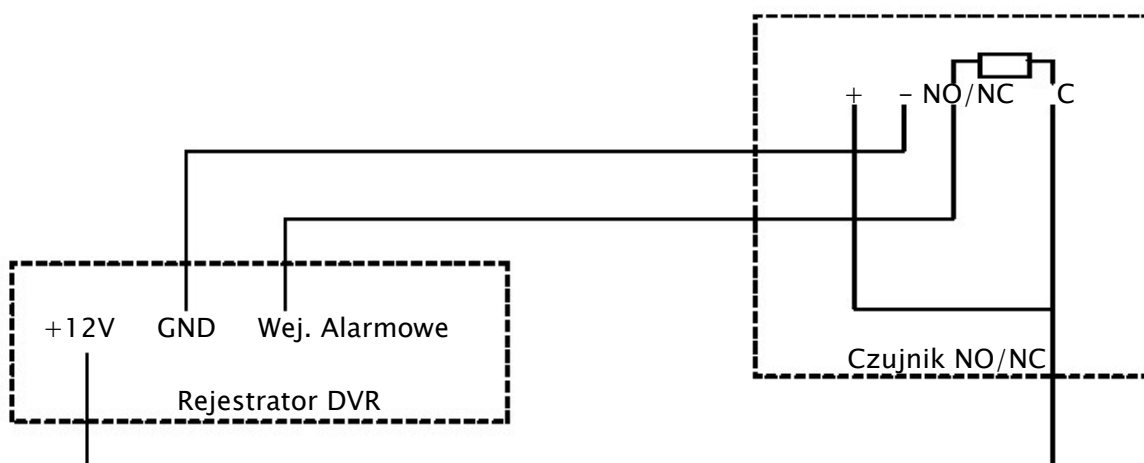 + - NO/NC C
+12V GND Wej. Alarmowe
Rejestrator DVR
Czujnik NO/NC